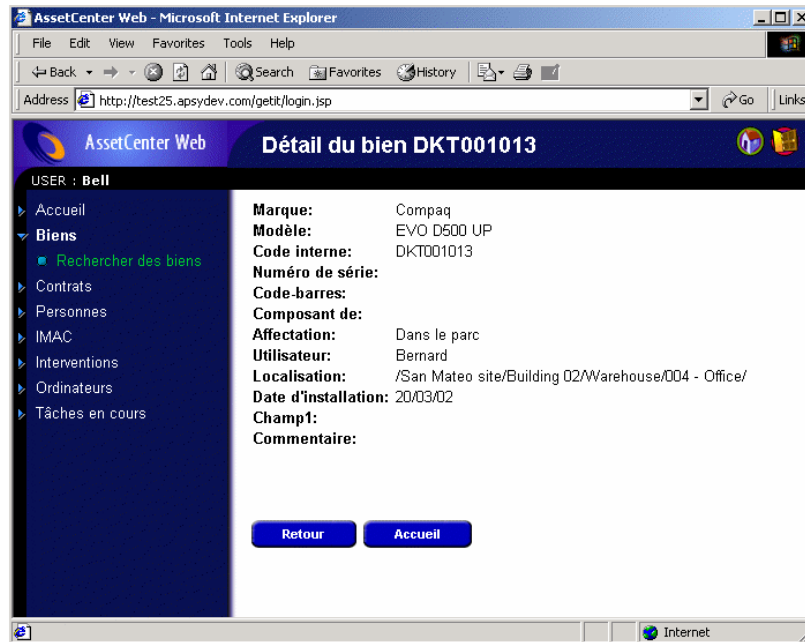 AssetCenter Web - Microsoft Internet Explorer
File Edit View Favorites Tools Help
Back Search Favorites History
Address http://test25.apsydev.com/getit/login.jsp Go Links
AssetCenter Web Détail du bien DKT001013
USER : Bell
Accueil
Biens
Rechercher des biens
Contrats
Personnes
IMAC
Interventions
Ordinateurs
Tâches en cours
Marque: Compaq
Modèle: EVO D500 UP
Code interne: DKT001013
Numéro de série:
Code-barres:
Composant de:
Affectation: Dans le parc
Utilisateur: Bernard
Localisation: /San Mateo site/Building 02/Warehouse/004 - Office/
Date d'installation: 20/03/02
Champ1:
Commentaire:
Retour Accueil
Internet